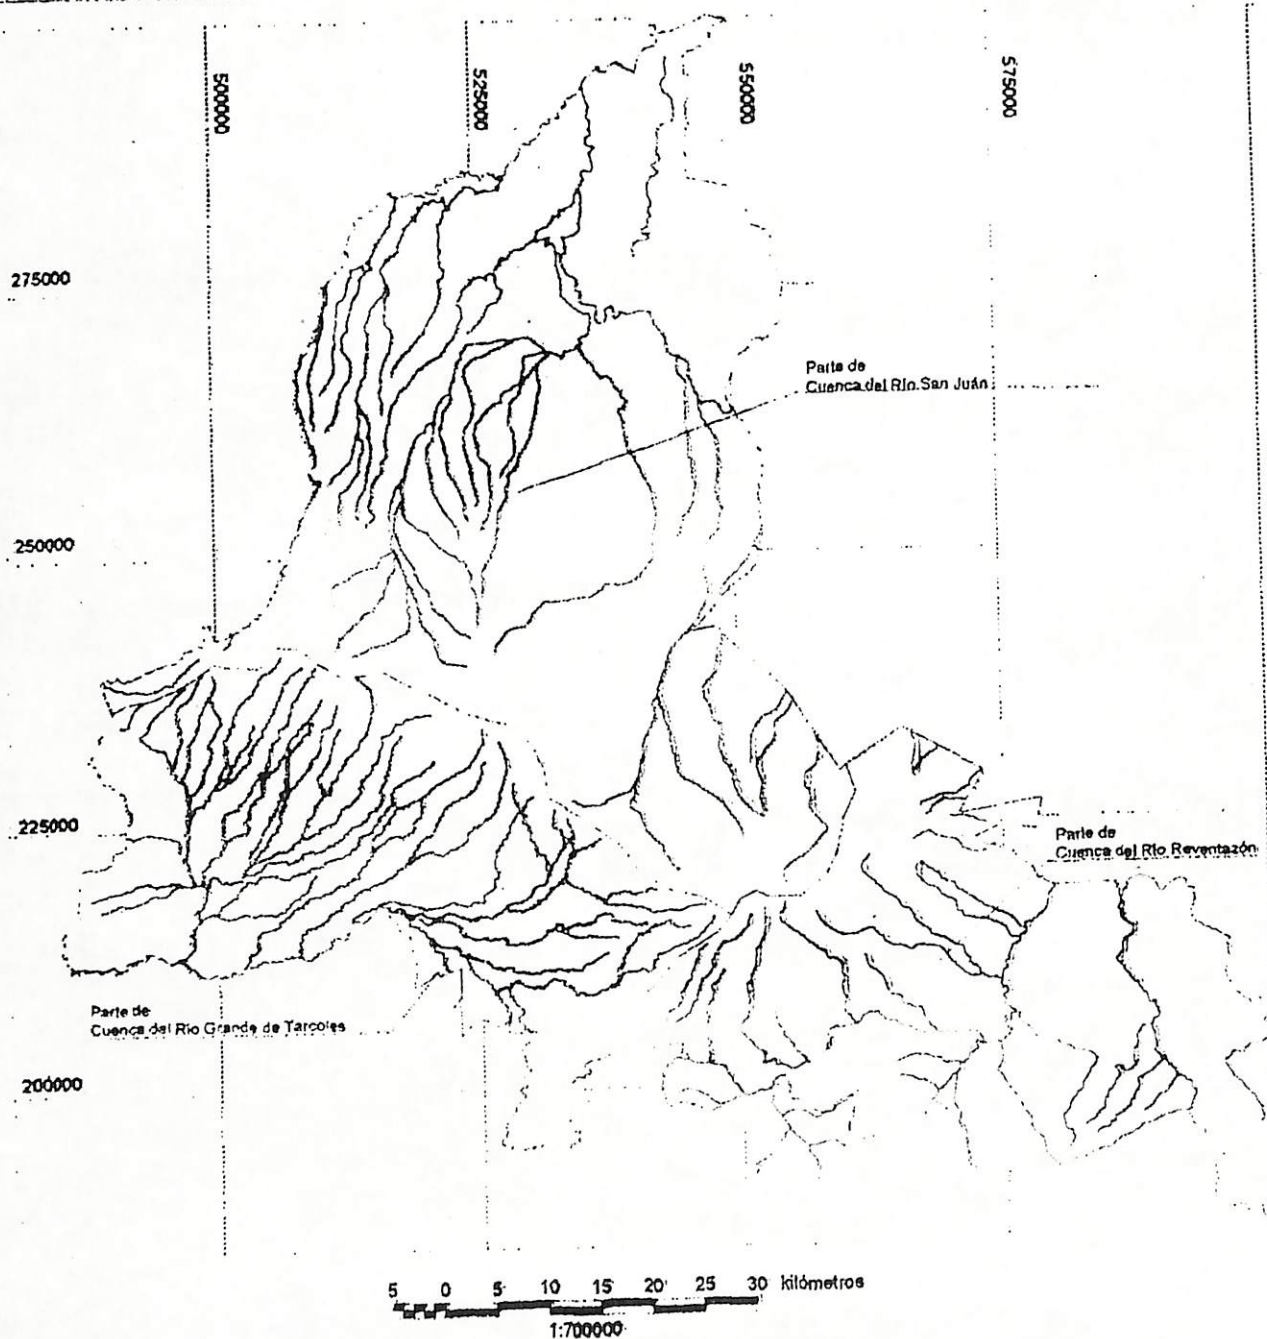 500000
525000
550000
575000
275000
Parte de
Cuenca del Río San Juán
250000
225000
Parte de
Cuenca del Río Reventazón
Parte de
Cuenca del Río Grande de Tarcoles
200000
5 0 5 10 15 20 25 30 kilómetros
1:700000